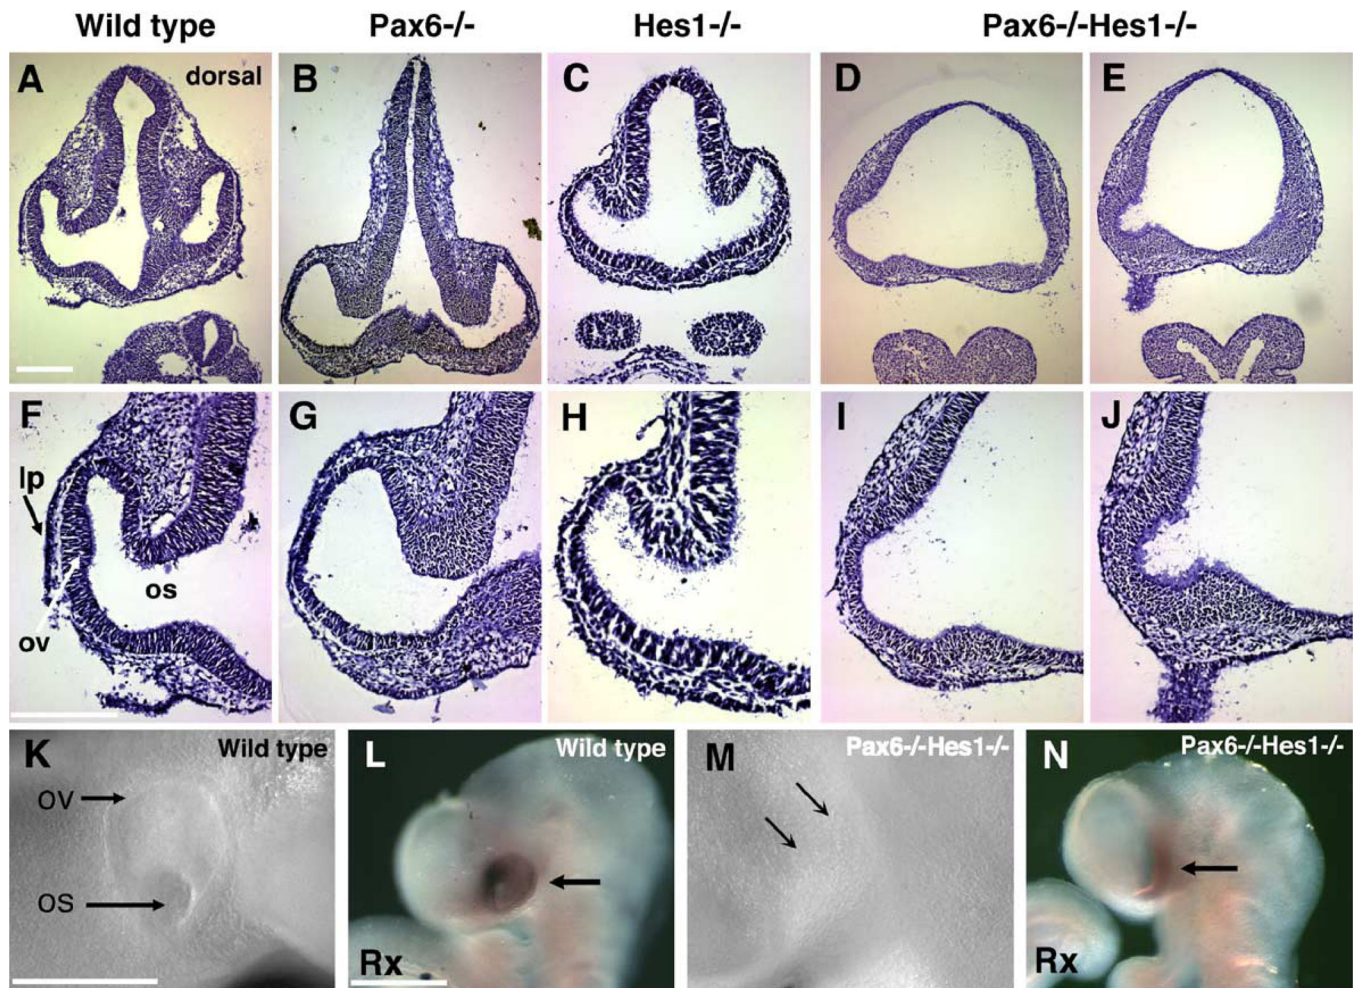 Wild type Pax6-/- Hes1-/- Pax6-/-Hes1-/-
A dorsal B C D E
F G H I J
lp
os
ov
K Wild type L Wild type M Pax6-/-Hes1-/- N Pax6-/-Hes1-/-
ov
os
Rx Rx